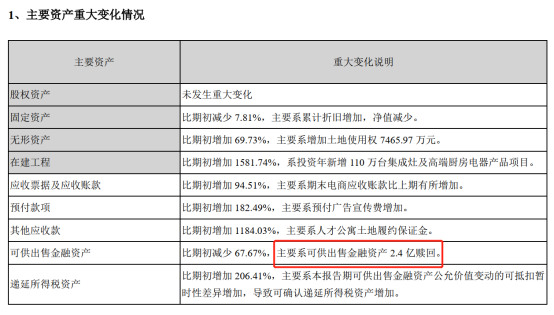 1、主要资产重大变化情况
主要资产 重大变化说明
股权资产 未发生重大变化
固定资产 比期初减少 7.81%，主要系累计折旧增加，净值减少。
无形资产 比期初增加 69.73%，主要系增加土地使用权 7465.97 万元。
在建工程 比期初增加 1581.74%，系投资年新增 110 万台集成灶及高端厨房电器产品项目。
应收票据及应收账款 比期初增加 94.51%，主要系期末电商应收账款比上期有所增加。
预付款项 比期初增加 182.49%，主要系预付广告宣传费增加。
其他应收款 比期初增加 1184.03%，主要系人才公寓土地履约保证金。
可供出售金融资产 比期初减少 67.67%，主要系可供出售金融资产 2.4 亿赎回。
递延所得税资产 比期初增加 206.41%，主要系本报告期可供出售金融资产公允价值变动的可抵扣
暂时性差异增加，导致可确认递延所得税资产增加。